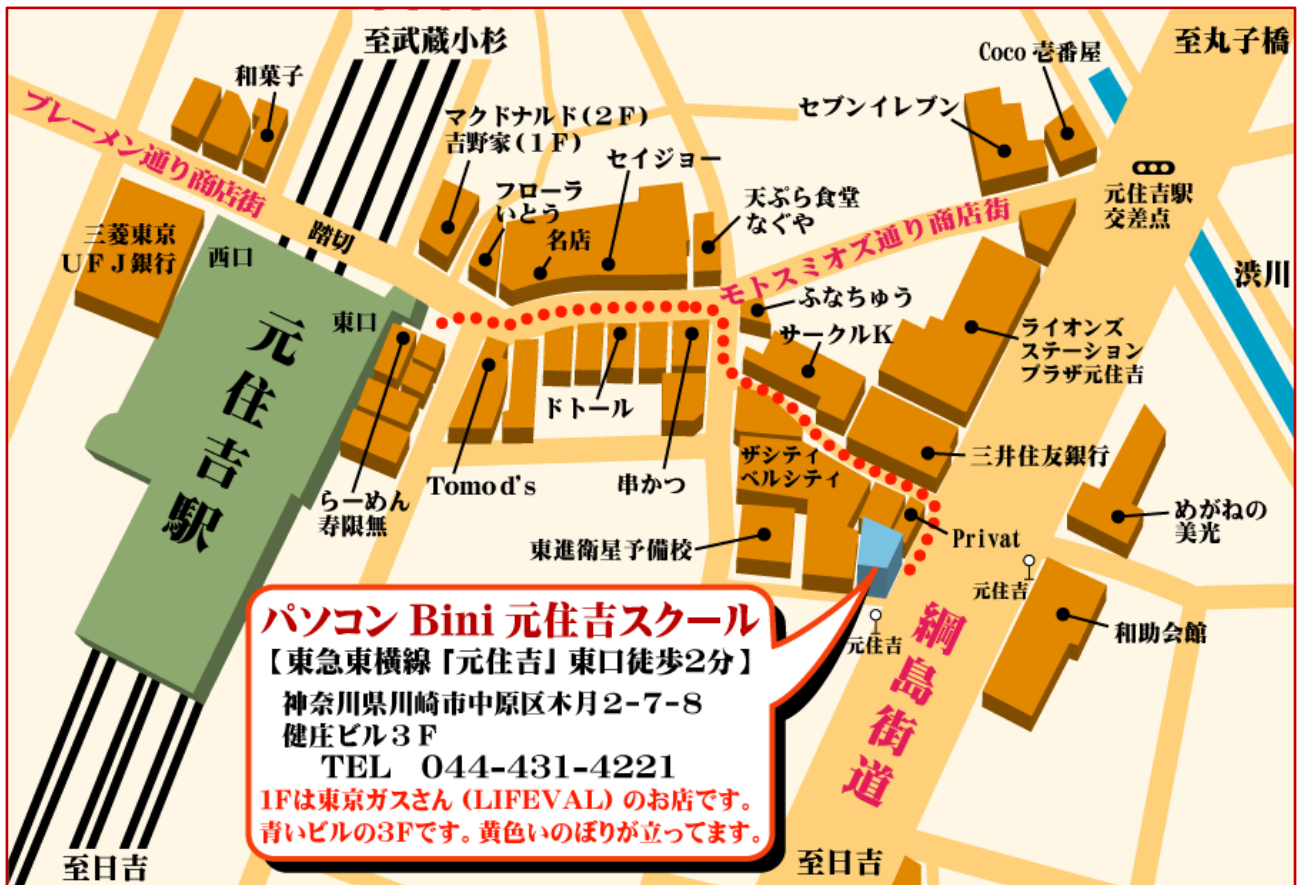 至武蔵小杉
至丸子橋
Coco 壱番屋
和菓子
セブンイレブン
マクドナルド(2F)
吉野家(1F)
セイジョー
ブレーメン通り商店街
フローラ
いとう
天ぷら食堂
なぐや
元住吉駅
交差点
名店
踏切
三菱東京
UFJ銀行
西口
モトスミオズ通り商店街
渋川
東口
ふなちゅう
サークルK
ライオンズ
ステーション
プラザ元住吉
元住吉駅
ドトール
Tomod's
串かつ
ザシティ
ベルシティ
三井住友銀行
らーめん
寿限無
めがねの
美光
東進衛星予備校
Privat
元住吉
元住吉
和助会館
綱島街道
パソコン Bini 元住吉スクール
【東急東横線『元住吉』東口徒歩2分】
神奈川県川崎市中原区木月2-7-8
健庄ビル3F
TEL 044-431-4221
1Fは東京ガスさん (LIFEVAL) のお店です。
青いビルの3Fです。黄色いのぼりが立ってます。
至日吉
至日吉